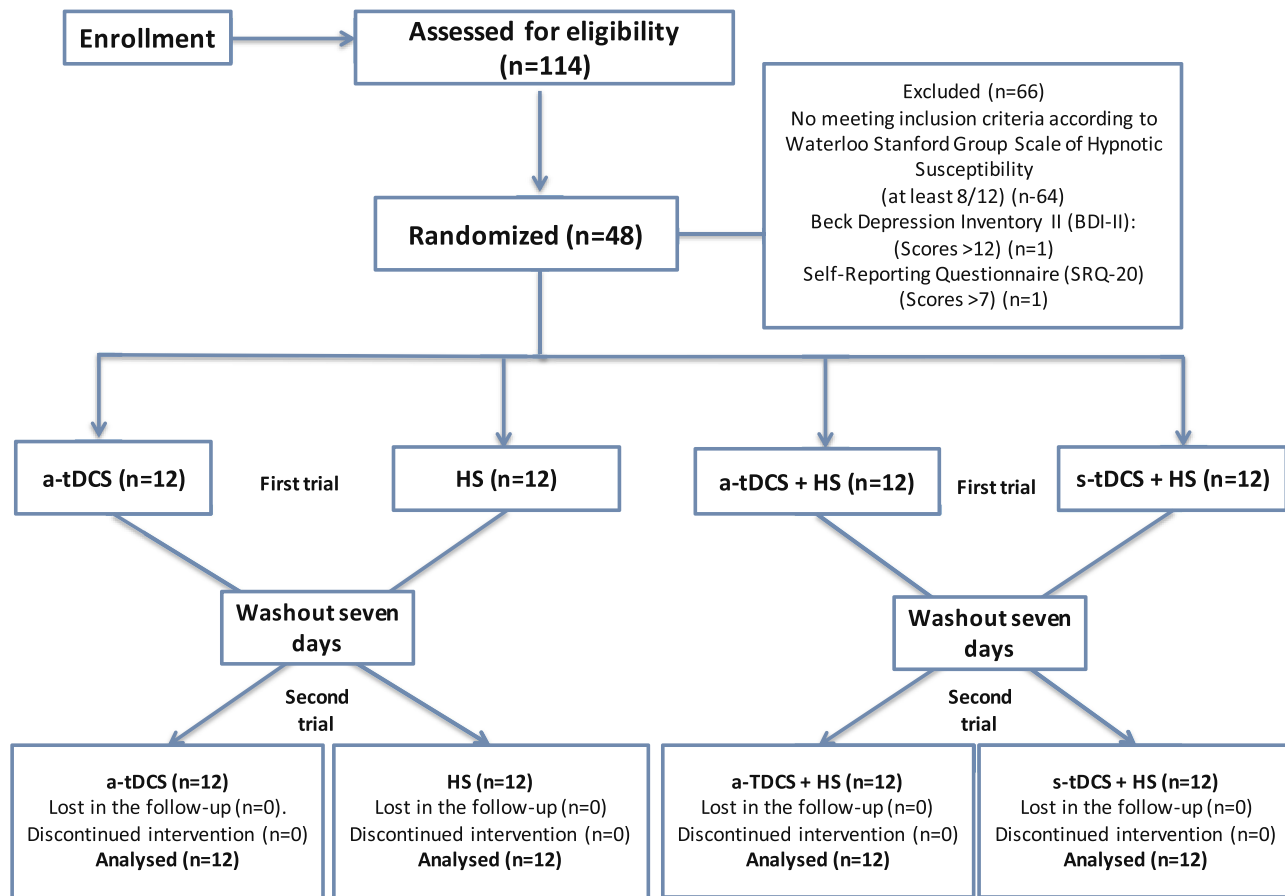 Enrollment
Assessed for eligibility
(n=114)
Excluded (n=66)
No meeting inclusion criteria according to
Waterloo Stanford Group Scale of Hypnotic
Susceptibility
(at least 8/12) (n-64)
Beck Depression Inventory II (BDI-II):
(Scores >12) (n=1)
Self-Reporting Questionnaire (SRQ-20)
(Scores >7) (n=1)
Randomized (n=48)
a-tDCS (n=12)
First trial
HS (n=12)
a-tDCS + HS (n=12)
First trial
s-tDCS + HS (n=12)
Washout seven
days
Washout seven
days
Second
trial
Second
trial
a-tDCS (n=12)
Lost in the follow-up (n=0).
Discontinued intervention (n=0)
Analysed (n=12)
HS (n=12)
Lost in the follow-up (n=0)
Discontinued intervention (n=0)
Analysed (n=12)
a-TDCS + HS (n=12)
Lost in the follow-up (n=0)
Discontinued intervention (n=0)
Analysed (n=12)
s-tDCS + HS (n=12)
Lost in the follow-up (n=0)
Discontinued intervention (n=0)
Analysed (n=12)